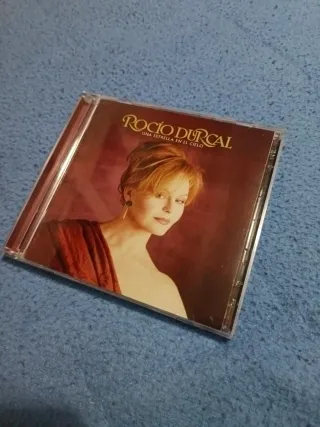 ROCÍO DÚRCAL
UNA ESTRELLA EN EL CIELO